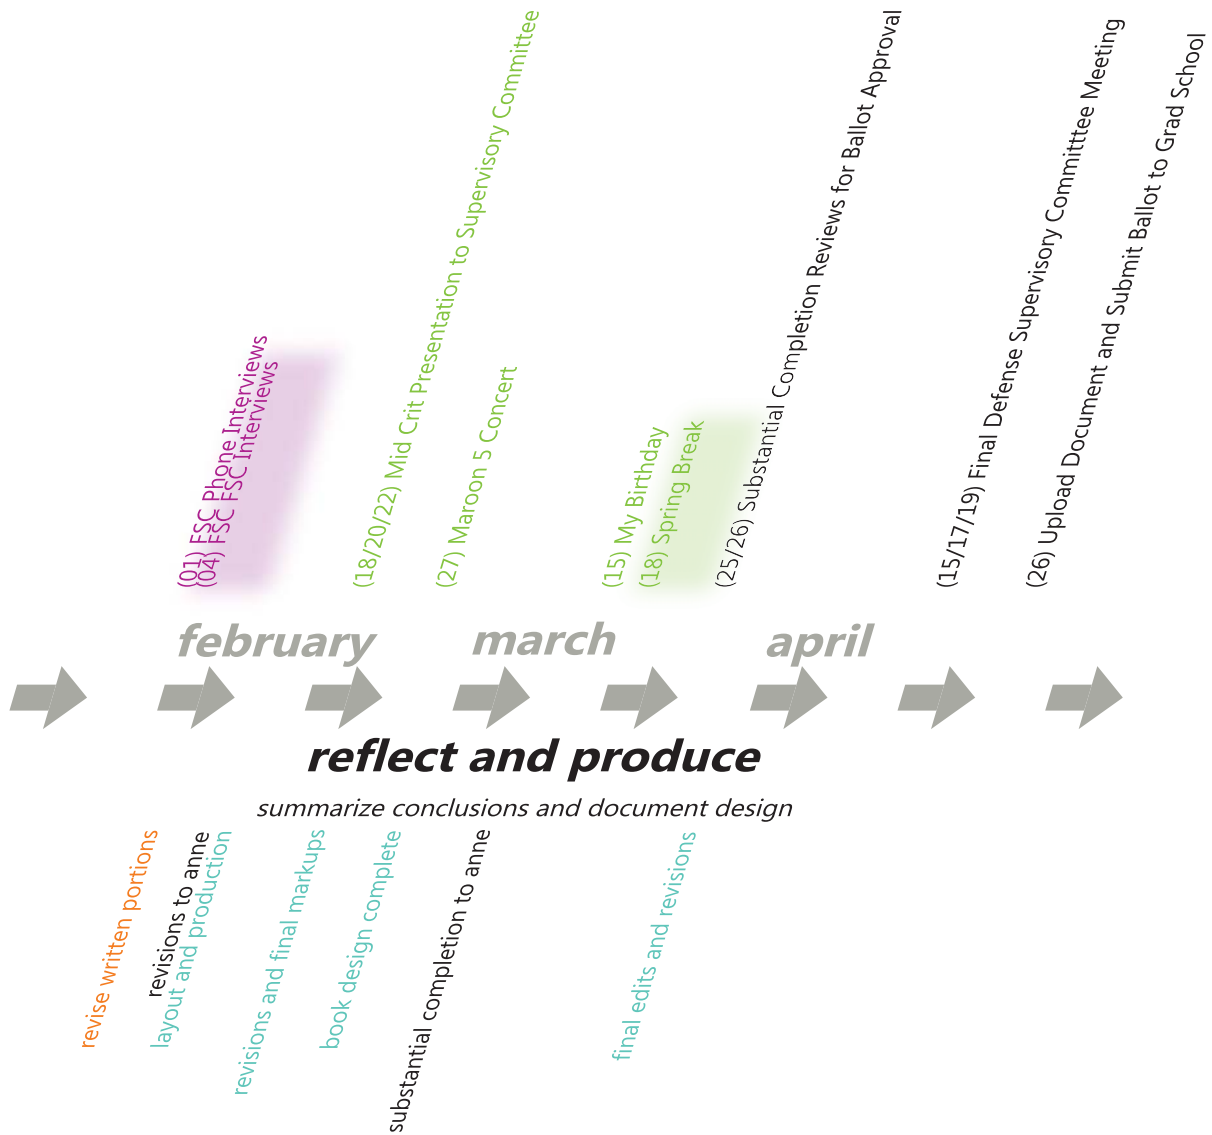 (01) FSC Phone Interviews
(04) FSC FSC Interviews
(18/20/22) Mid Crit Presentation to Supervisory Committee
(27) Maroon 5 Concert
(15) My Birthday
(18) Spring Break
(25/26) Substantial Completion Reviews for Ballot Approval
(15/17/19) Final Defense Supervisory Committtee Meeting
(26) Upload Document and Submit Ballot to Grad School
february
march
april
reflect and produce
summarize conclusions and document design
revise written portions
revisions to anne
layout and production
revisions and final markups
book design complete
substantial completion to anne
final edits and revisions